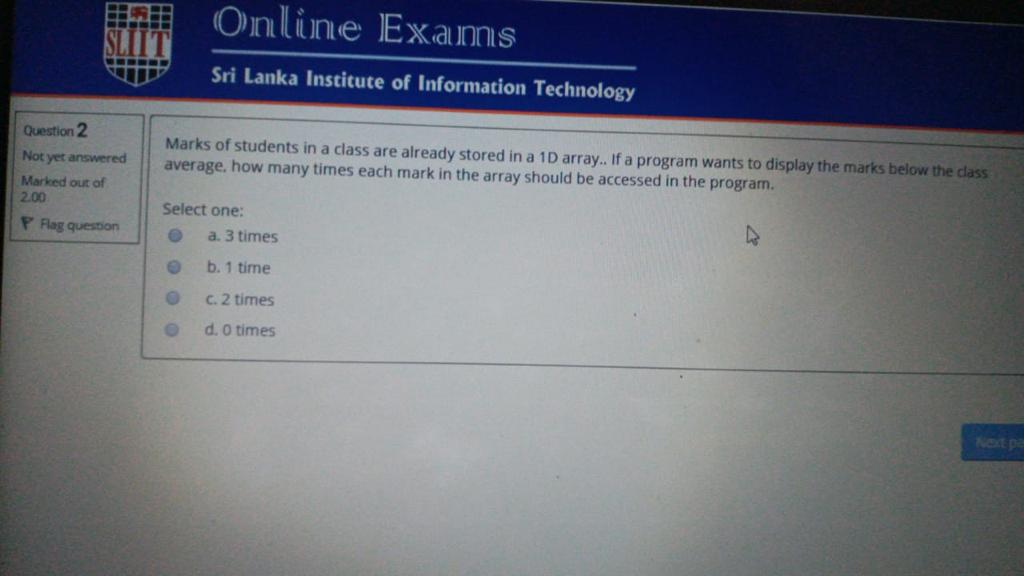 SLIIT
Online Exams
Sri Lanka Institute of Information Technology
Question 2
Not yet answered
Marked out of
2.00
Flag question
Marks of students in a class are already stored in a 1D array.. If a program wants to display the marks below the class
average, how many times each mark in the array should be accessed in the program.
Select one:
a. 3 times
b. 1 time
c. 2 times
d. 0 times
Next pa